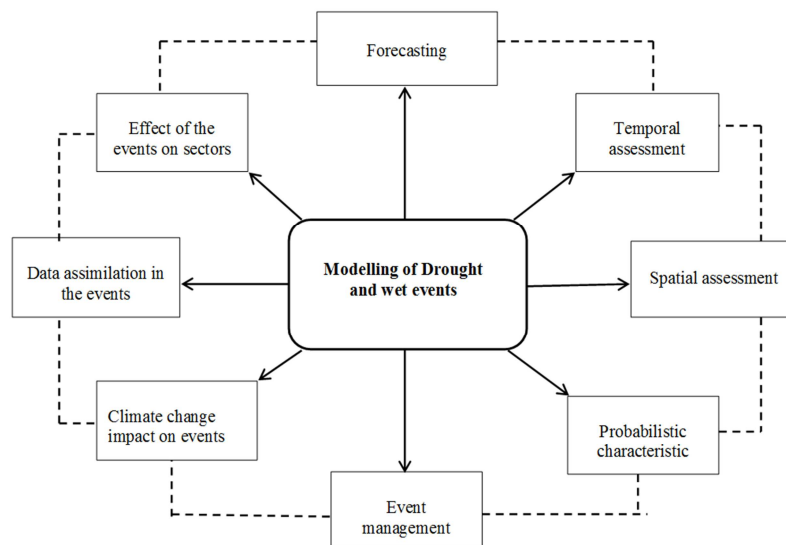 Forecasting
Effect of the
events on sectors
Temporal
assessment
Modelling of Drought
and wet events
Data assimilation in
the events
Spatial assessment
Climate change
impact on events
Probabilistic
characteristic
Event
management